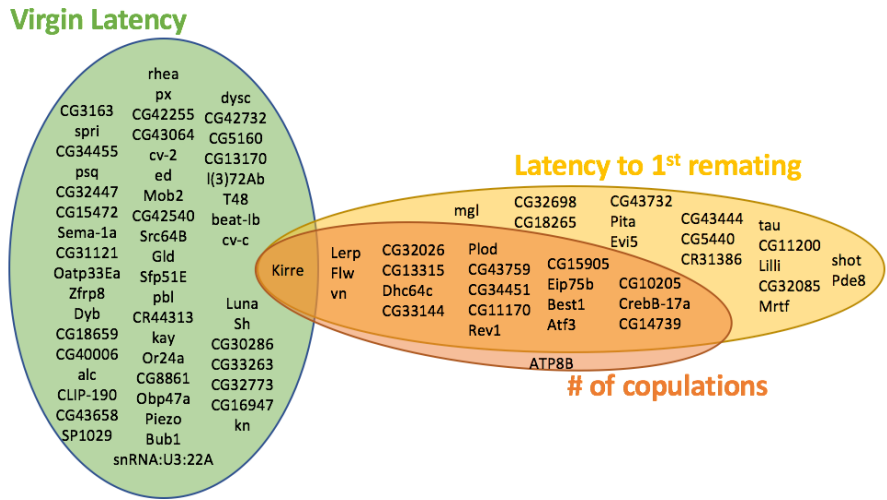 Virgin Latency
CG3163
spri
CG34455
psq
CG32447
CG15472
Sema-1a
CG31121
Oatp33Ea
Zfrp8
Dyb
CG18659
CG40006
alc
CLIP-190
CG43658
SP1029
rhea
px
CG42255
CG43064
cv-2
ed
Mob2
CG42540
Src64B
Gld
Sfp51E
pbl
CR44313
kay
Or24a
CG8861
Obp47a
Piezo
Bub1
snRNA:U3:22A
dysc
CG42732
CG5160
CG13170
l(3)72Ab
T48
beat-Ib
cv-c
Luna
Sh
CG30286
CG33263
CG32773
CG16947
kn
Kirre
Latency to 1st remating
mgl
CG32698
CG18265
CG43732
Pita
Evi5
CG43444
CG5440
CR31386
tau
CG11200
Lilli
CG32085
Mrtf
shot
Pde8
Lerp
Flw
vn
CG32026
CG13315
Dhc64c
CG33144
Plod
CG43759
CG34451
CG11170
Rev1
CG15905
Eip75b
Best1
Atf3
CG10205
CrebB-17a
CG14739
ATP8B
# of copulations